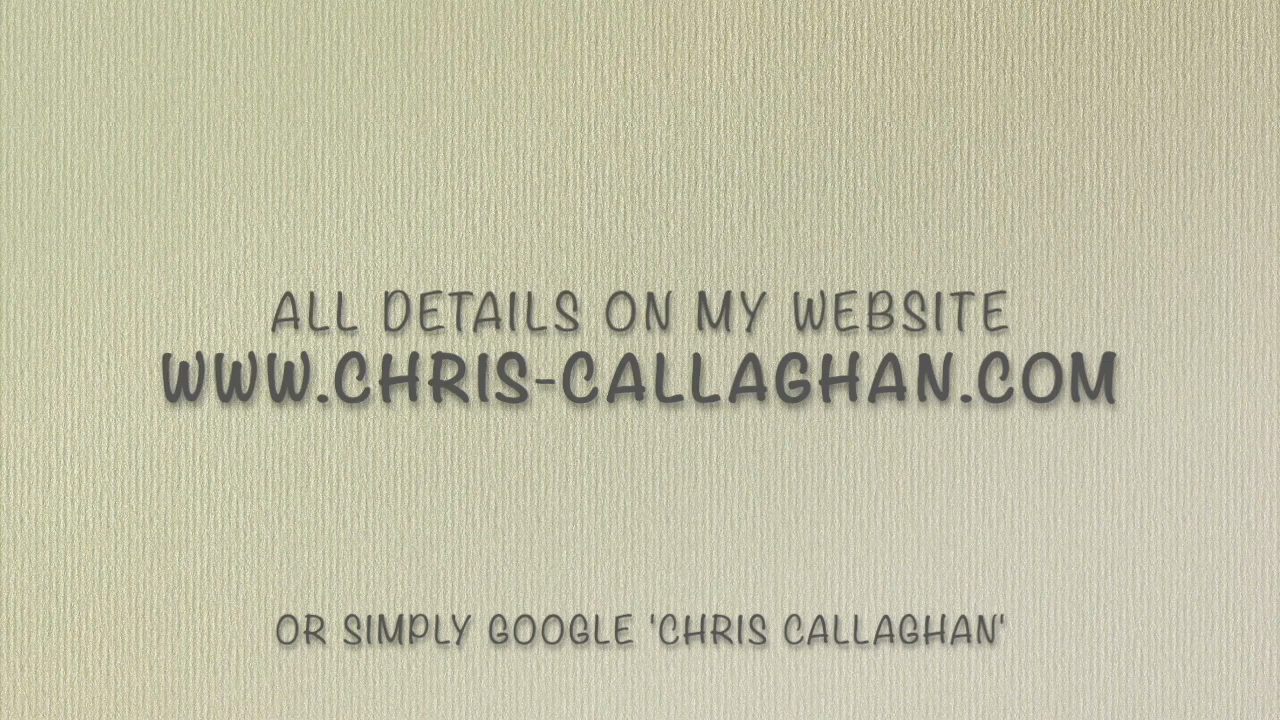 ALL DETAILS ON MY WEBSITE
WWW.CHRIS-CALLAGHAN.COM
OR SIMPLY GOOGLE 'CHRIS CALLAGHAN'